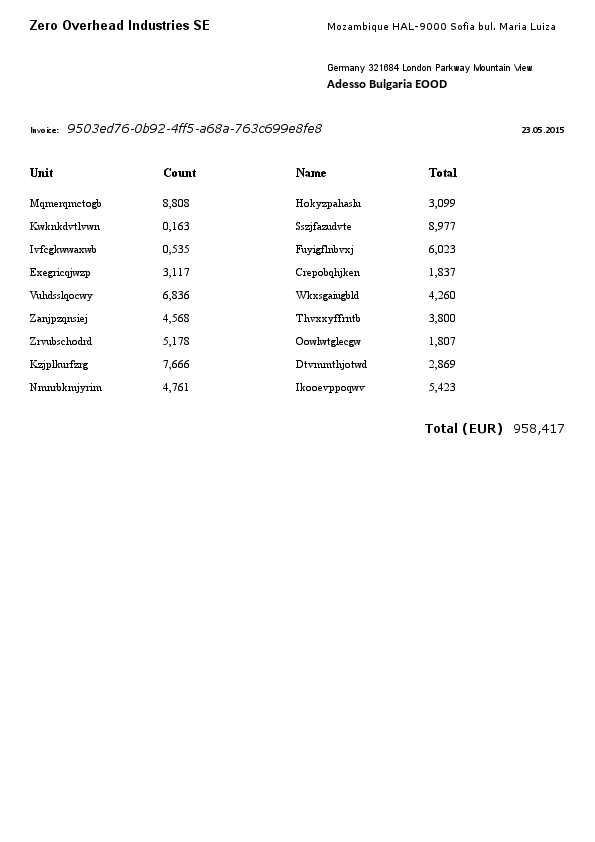 Zero Overhead Industries SE Mozambique HAL-9000 Sofia bul. Maria Luiza
Germany 321684 London Parkway Mountain View
Adesso Bulgaria EOOD
Invoice: 9503ed76-0b92-4ff5-a68a-763c699e8fe8 23.05.2015
Unit Count Name Total
Mqmerqmctogb 8,808 Hokyzpahaslu 3,099
Kwknkdvtlvwn 0,163 Sszjfazudvte 8,977
Ivfcgkwwaxwb 0,535 Fuyigflnbvxj 6,023
Exegricqjwzp 3,117 Crepobqhjken 1,837
Vuhdsslqocwy 6,836 Wkxsgaiugbld 4,260
Zanjpzqnsiej 4,568 Thvxxyffrntb 3,800
Zrvubschodrd 5,178 Oowlwtglecgw 1,807
Kzjplkurfzrg 7,666 Dtvmmthjotwd 2,869
Nmnrbkmjyrim 4,761 Ikooevppoqwv 5,423
Total (EUR) 958,417